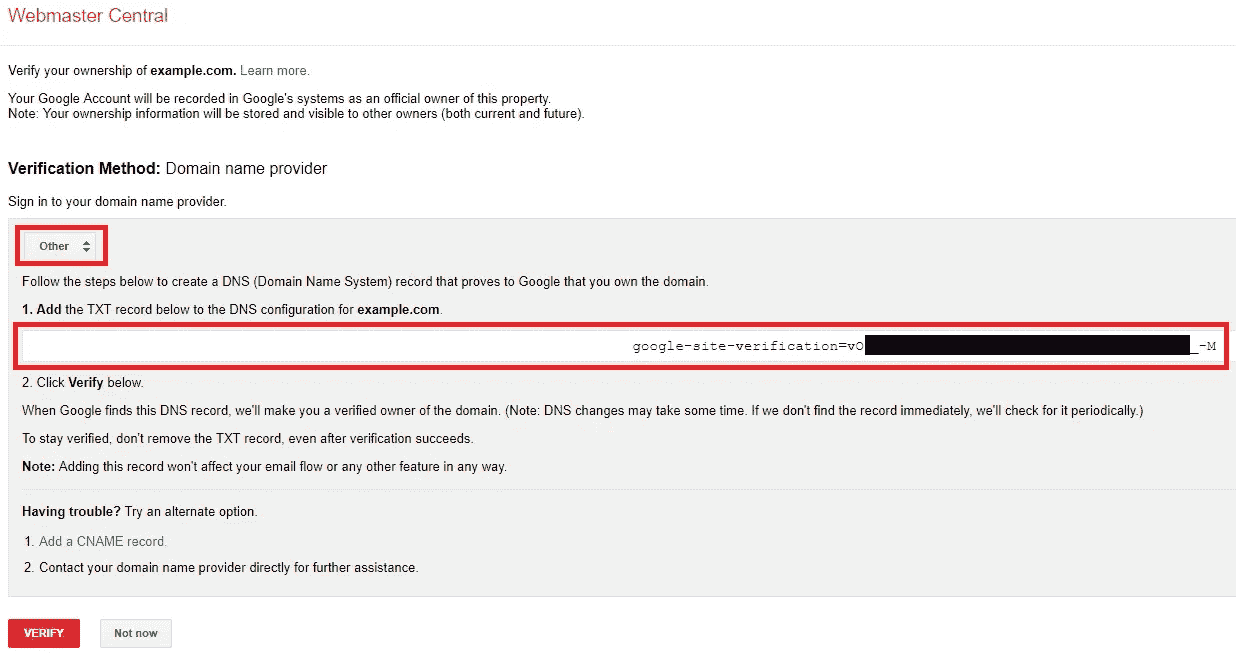 Webmaster Central
Verify your ownership of example.com. Learn more.
Your Google Account will be recorded in Google's systems as an official owner of this property.
Note: Your ownership information will be stored and visible to other owners (both current and future).
Verification Method: Domain name provider
Sign in to your domain name provider.
Other
Follow the steps below to create a DNS (Domain Name System) record that proves to Google that you own the domain.
1. Add the TXT record below to the DNS configuration for example.com.
google-site-verification=vO _-M
2. Click Verify below.
When Google finds this DNS record, we'll make you a verified owner of the domain. (Note: DNS changes may take some time. If we don't find the record immediately, we'll check for it periodically.)
To stay verified, don't remove the TXT record, even after verification succeeds.
Note: Adding this record won't affect your email flow or any other feature in any way.
Having trouble? Try an alternate option.
1. Add a CNAME record.
2. Contact your domain name provider directly for further assistance.
VERIFY Not now